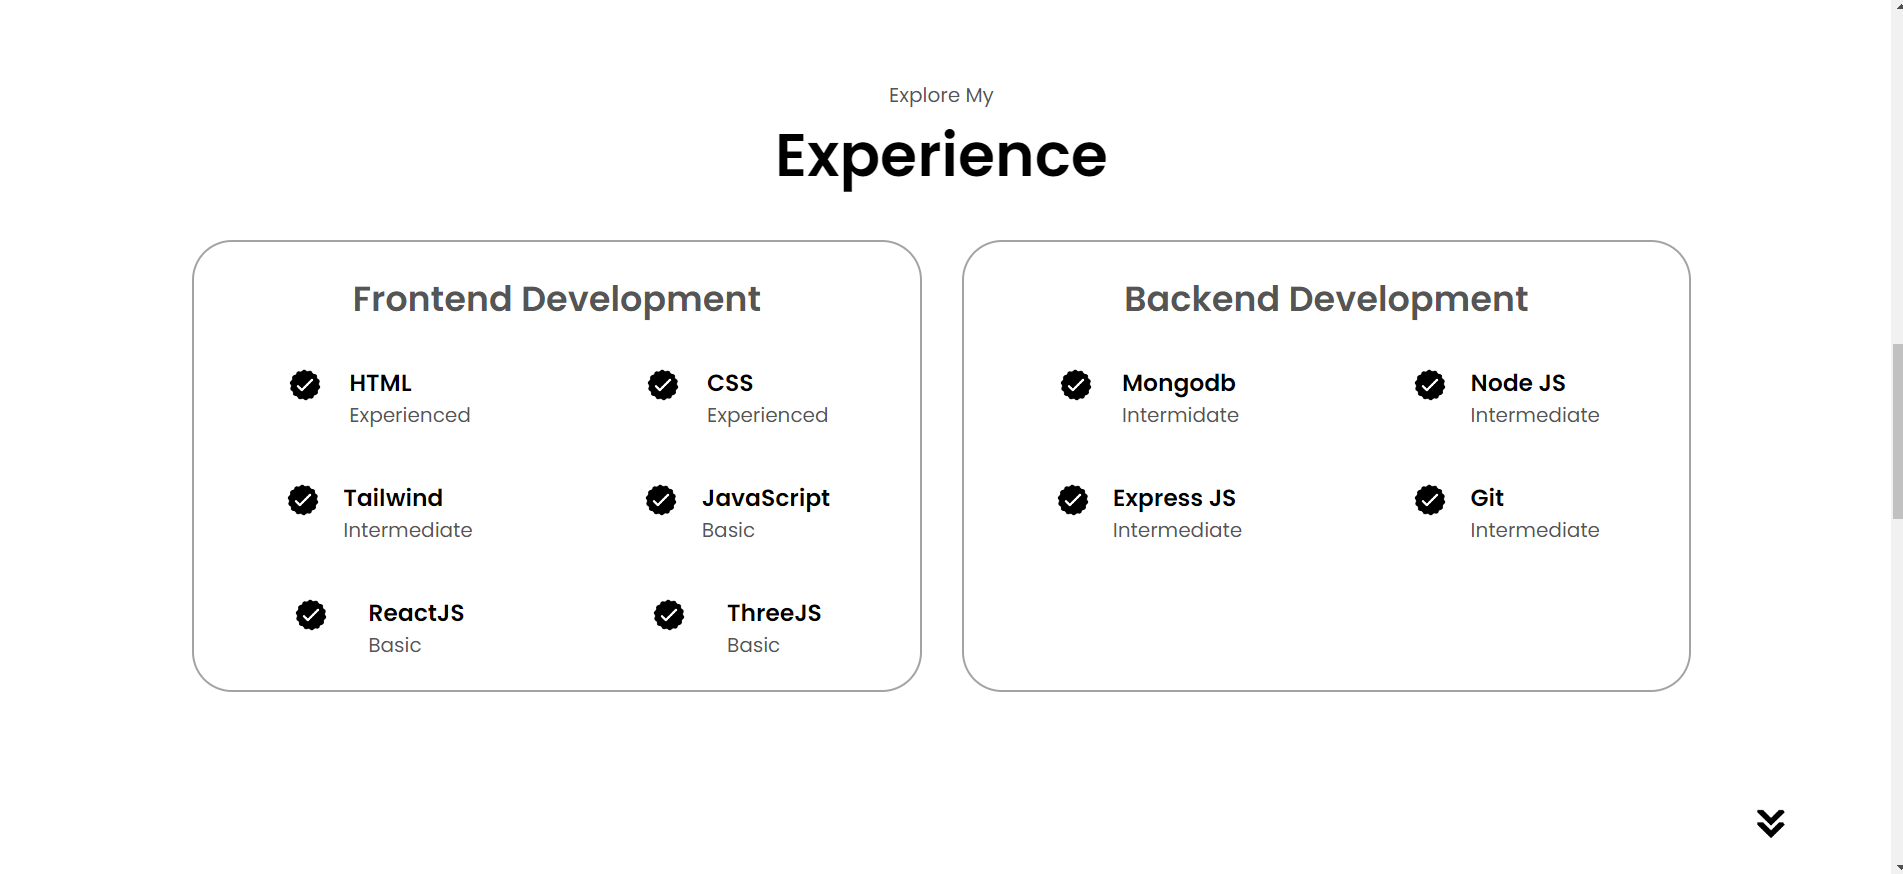 Explore My
Experience
Frontend Development
HTML
Experienced
CSS
Experienced
Tailwind
Intermediate
JavaScript
Basic
ReactJS
Basic
ThreeJS
Basic
Backend Development
Mongodb
Intermidate
Node JS
Intermediate
Express JS
Intermediate
Git
Intermediate